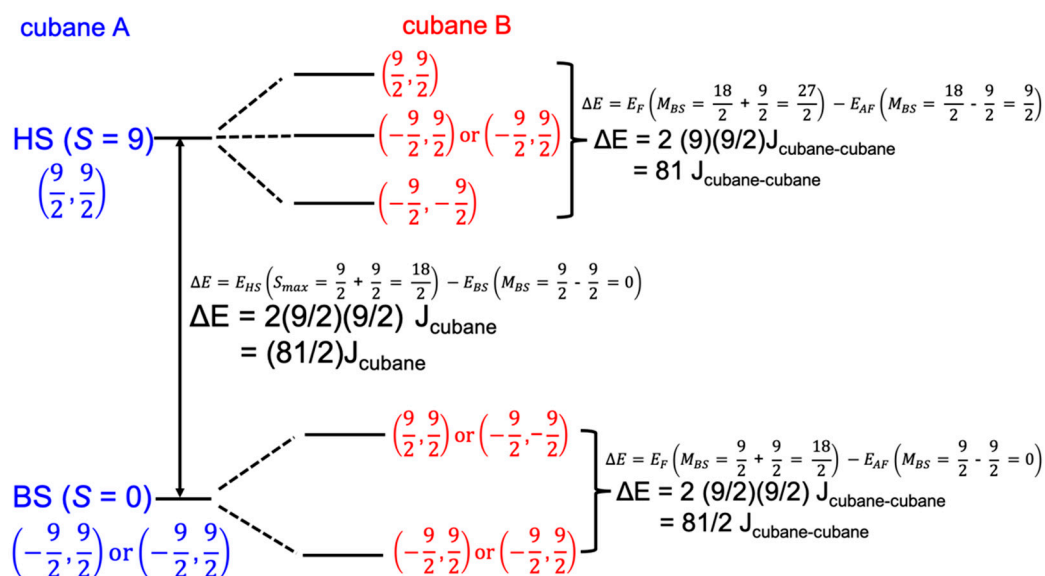 cubane A
cubane B
(9/2, 9/2)
HS (S = 9)
(9/2, 9/2)
(-9/2, 9/2) or (-9/2, 9/2)
(-9/2, -9/2)
ΔE = E_F (M_BS = 18/2 + 9/2 = 27/2) − E_AF (M_BS = 18/2 - 9/2 = 9/2)
ΔE = 2 (9)(9/2)J_cubane-cubane
= 81 J_cubane-cubane
ΔE = E_HS (S_max = 9/2 + 9/2 = 18/2) − E_BS (M_BS = 9/2 - 9/2 = 0)
ΔE = 2(9/2)(9/2) J_cubane
= (81/2)J_cubane
(9/2, 9/2) or (-9/2, -9/2)
BS (S = 0)
(-9/2, 9/2) or (-9/2, 9/2)
(-9/2, 9/2) or (-9/2, 9/2)
ΔE = E_F (M_BS = 9/2 + 9/2 = 18/2) − E_AF (M_BS = 9/2 - 9/2 = 0)
ΔE = 2 (9/2)(9/2) J_cubane-cubane
= 81/2 J_cubane-cubane